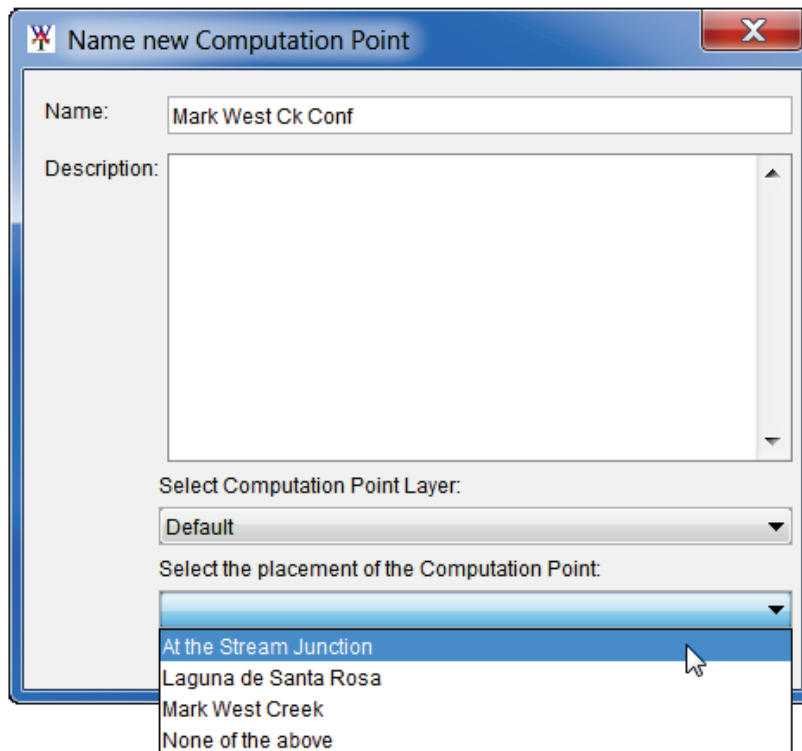 Name new Computation Point
Name:
Mark West Ck Conf
Description:
Select Computation Point Layer:
Default
Select the placement of the Computation Point:
At the Stream Junction
Laguna de Santa Rosa
Mark West Creek
None of the above